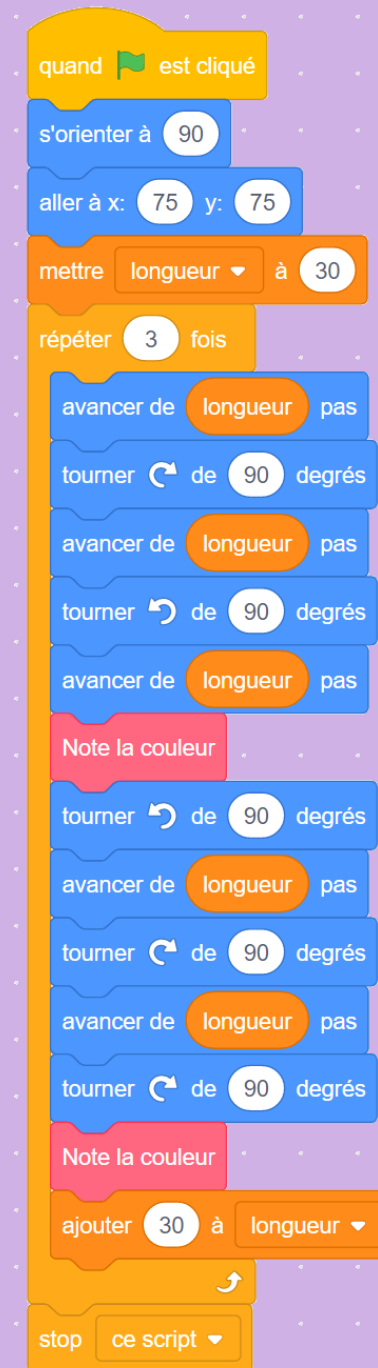 quand est cliqué
s'orienter à 90
aller à x: 75 y: 75
mettre longueur à 30
répéter 3 fois
avancer de longueur pas
tourner de 90 degrés
avancer de longueur pas
tourner de 90 degrés
avancer de longueur pas
Note la couleur
tourner de 90 degrés
avancer de longueur pas
tourner de 90 degrés
avancer de longueur pas
tourner de 90 degrés
Note la couleur
ajouter 30 à longueur
stop ce script